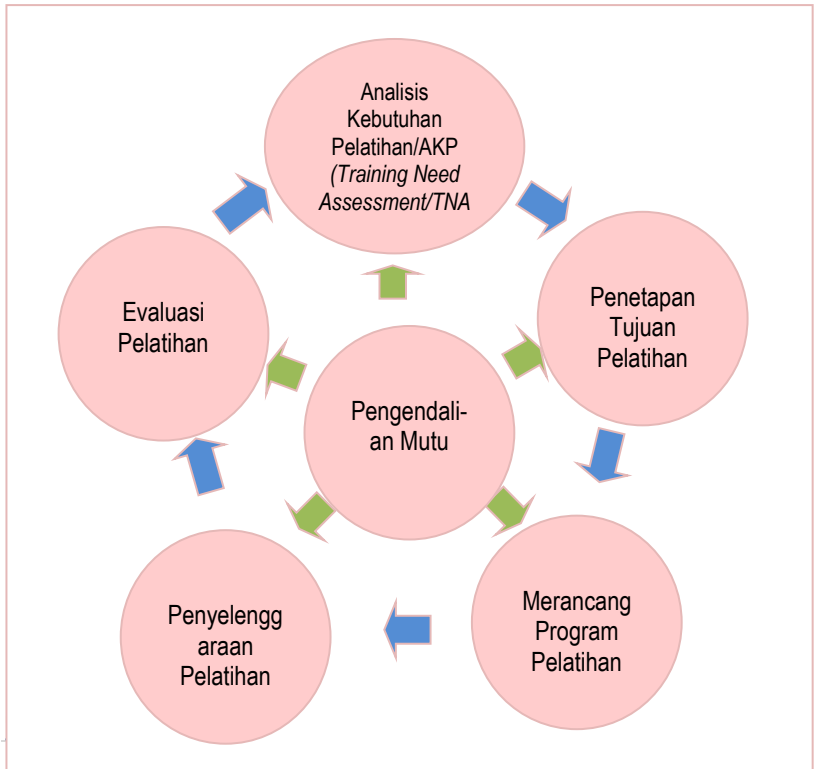 Analisis
Kebutuhan
Pelatihan/AKP
(Training Need
Assessment/TNA
Penetapan
Tujuan
Pelatihan
Merancang
Program
Pelatihan
Penyelengg
araan
Pelatihan
Evaluasi
Pelatihan
Pengendali-
an Mutu